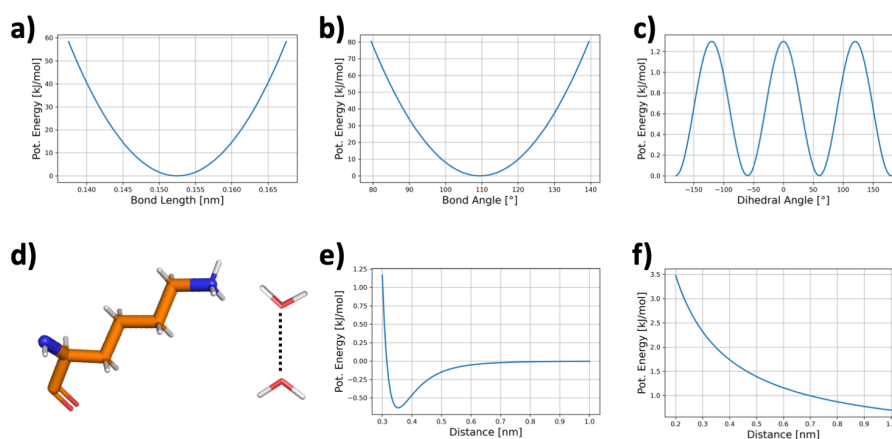 a)
60
50
40
30
20
10
0
Pot. Energy [kJ/mol]
0.140 0.145 0.150 0.155 0.160 0.165
Bond Length [nm]
b)
80
70
60
50
40
30
20
10
0
Pot. Energy [kJ/mol]
80 90 100 110 120 130 140
Bond Angle [°]
c)
1.2
1.0
0.8
0.6
0.4
0.2
0.0
Pot. Energy [kJ/mol]
−150 −100 −50 0 50 100 150
Dihedral Angle [°]
d)
e)
1.25
1.00
0.75
0.50
0.25
0.00
−0.25
−0.50
Pot. Energy [kJ/mol]
0.3 0.4 0.5 0.6 0.7 0.8 0.9 1.0
Distance [nm]
f)
3.5
3.0
2.5
2.0
1.5
1.0
Pot. Energy [kJ/mol]
0.2 0.3 0.4 0.5 0.6 0.7 0.8 0.9
Distance [nm]